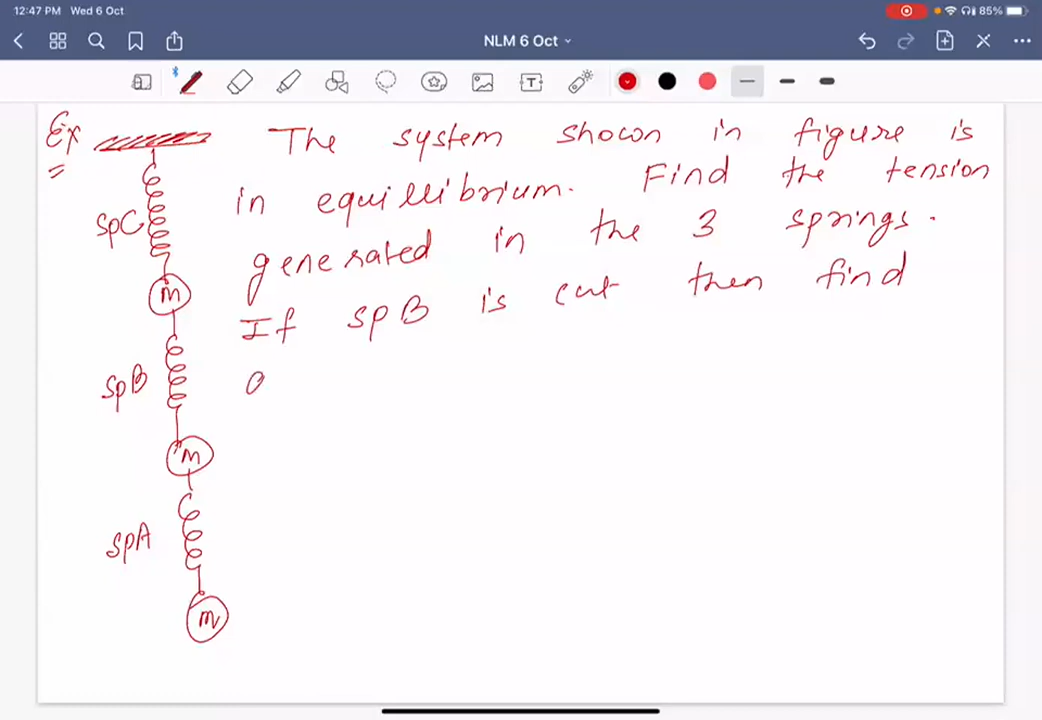 12:47 PM Wed 6 Oct
85%
NLM 6 Oct
T
Ex
The system shown in figure is
in equillibrium. Find the tension
generated in the 3 springs.
If SPB is cut then find
a
SPC
m
SPB
m
SPA
m